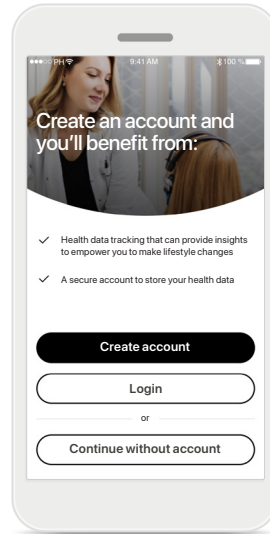 ●●●○○ PH 9:41 AM 100 %
Create an account and
you'll benefit from:
Health data tracking that can provide insights
to empower you to make lifestyle changes
A secure account to store your health data
Create account
Login
or
Continue without account